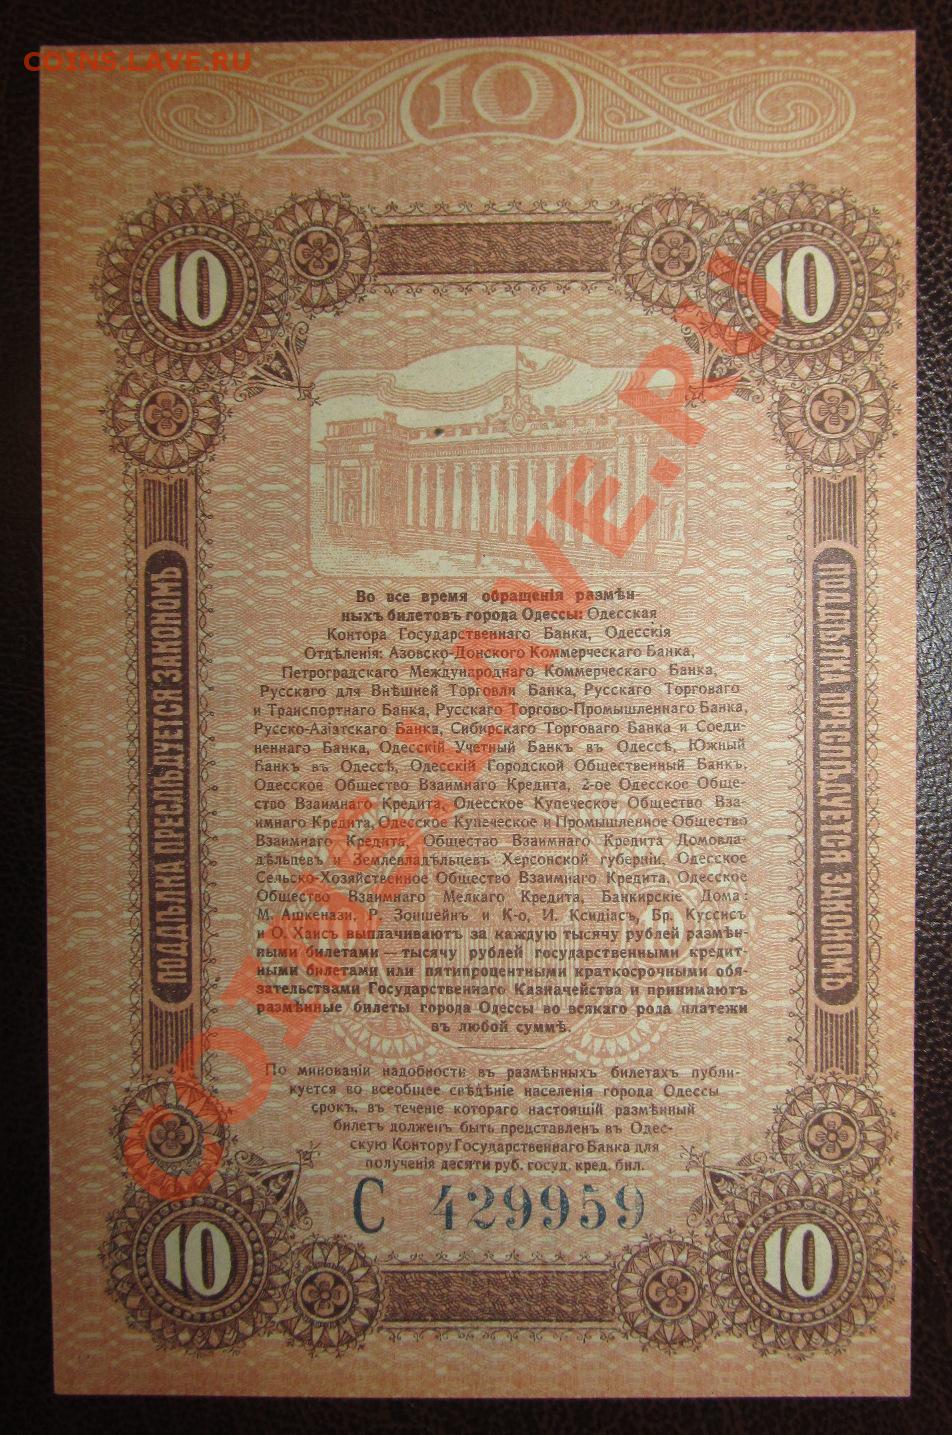 COINS.LAVE.RU
10
10
10
ПОДДѢЛКА ПРЕСЛѢДУЕТСЯ ЗАКОНОМЪ
ПОДДѢЛКА ПРЕСЛѢДУЕТСЯ ЗАКОНОМЪ
COINS.LAVE.RU
Во все время обращенія размѣн-
ныхъ билетовъ города Одессы: Одесская
Контора Государственнаго Банка, Одесскія
Отдѣленія: Азовско-Донского Коммерческаго Банка,
Петроградскаго Международнаго Коммерческаго Банка,
Русскаго для Внѣшней Торговли Банка, Русскаго Торговаго
и Транспортнаго Банка, Русскаго Торгово-Промышленнаго Банка,
Русско-Азіатскаго Банка, Сибирскаго Торговаго Банка и Соеди-
неннаго Банка, Одесскій Учетный Банкъ въ Одессѣ, Южный
Банкъ въ Одессѣ, Одесскій Городской Общественный Банкъ,
Одесское Общество Взаимнаго Кредита, 2-ое Одесское Обще-
ство Взаимнаго Кредита, Одесское Купеческое Общество Вза-
имнаго Кредита, Одесское Купеческое и Промышленное Общество
Взаимнаго Кредита, Общество Взаимнаго Кредита Домовла-
дѣльцевъ и Землевладѣльцевъ Херсонской губерніи, Одесское
Сельско-Хозяйственное Общество Взаимнаго Кредита, Одесское
Общество Взаимнаго Мелкаго Кредита, Банкирскіе Дома:
М. Ашкенази, Р. Зоншейнъ и К-о, И. Ксидіасъ, Бр. Куссисъ
и О. Хаисъ выплачиваютъ за каждую тысячу рублей размѣн-
ными билетами — тысячу рублей государственными кредит-
ными билетами или пятипроцентными краткосрочными обя-
зательствами Государственнаго Казначейства и принимаютъ
размѣнные билеты города Одессы во всякаго рода платежи
въ любой суммѣ.
По минованіи надобности въ размѣнныхъ билетахъ публи-
куется во всеобщее свѣдѣніе населенія города Одессы
срокъ, въ теченіе котораго настоящій размѣнный
билетъ долженъ быть представленъ въ Одес-
скую Контору Государственнаго Банка для
полученія десяти руб. госуд. кред. бил.
С 429959
10
10